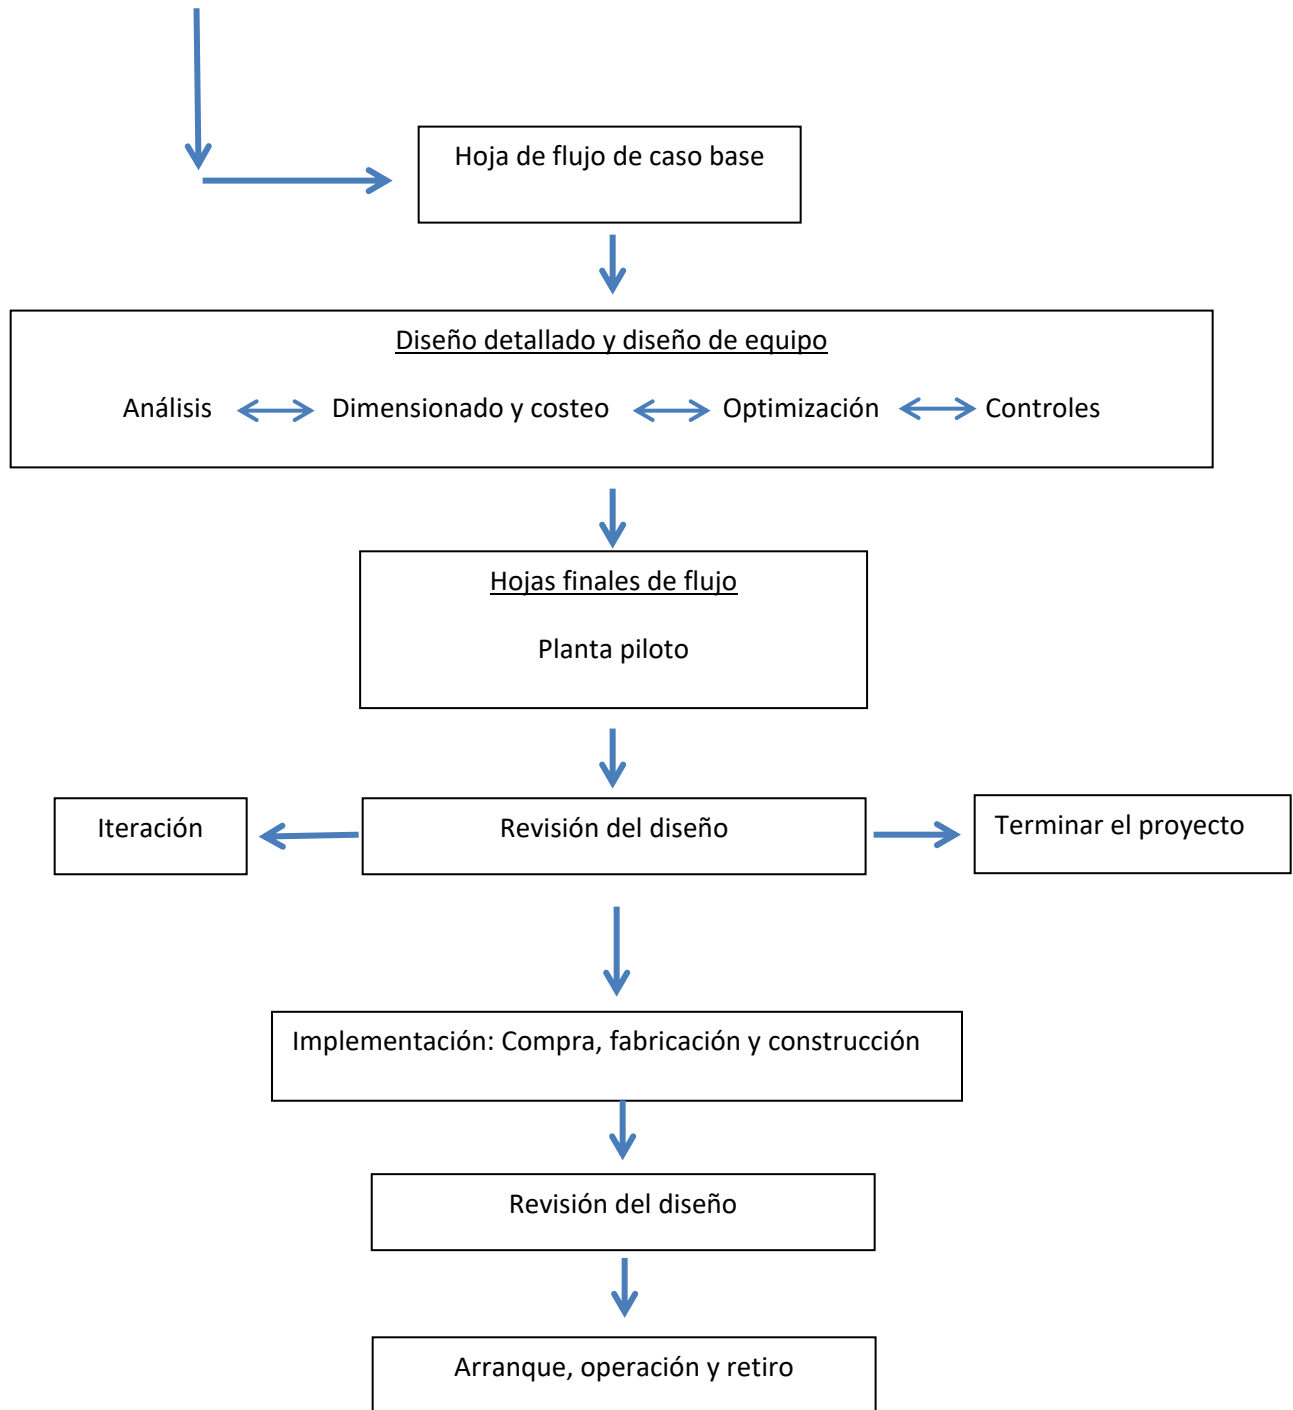 Hoja de flujo de caso base
Diseño detallado y diseño de equipo
Análisis Dimensionado y costeo Optimización Controles
Hojas finales de flujo
Planta piloto
Iteración Revisión del diseño Terminar el proyecto
Implementación: Compra, fabricación y construcción
Revisión del diseño
Arranque, operación y retiro